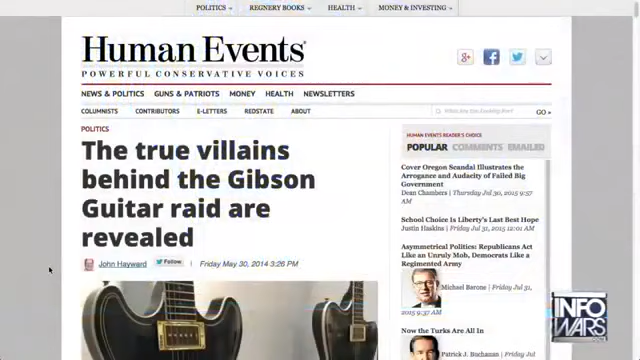 POLITICS
REGNERY BOOKS
HEALTH
MONEY & INVESTING
Human Events
POWERFUL CONSERVATIVE VOICES
NEWS & POLITICS GUNS & PATRIOTS MONEY HEALTH NEWSLETTERS
COLUMNISTS CONTRIBUTORS E-LETTERS REDSTATE ABOUT
GO »
POLITICS
The true villains
behind the Gibson
Guitar raid are
revealed
John Hayward Follow Friday May 30, 2014 3:26 PM
HUMAN EVENTS READER'S CHOICE
POPULAR COMMENTS EMAILED
Cover Oregon Scandal Illustrates the
Arrogance and Audacity of Failed Big
Government
Dean Chambers | Thursday Jul 30, 2015 9:57
AM
School Choice Is Liberty's Last Best Hope
Justin Haskins | Friday Jul 31, 2015 12:01 AM
Asymmetrical Politics: Republicans Act
Like an Unruly Mob, Democrats Like a
Regimented Army
Michael Barone | Friday Jul 31,
2015 9:37 AM
Now the Turks Are All In
Patrick J. Buchanan | Friday Jul
INFO
WARS.COM